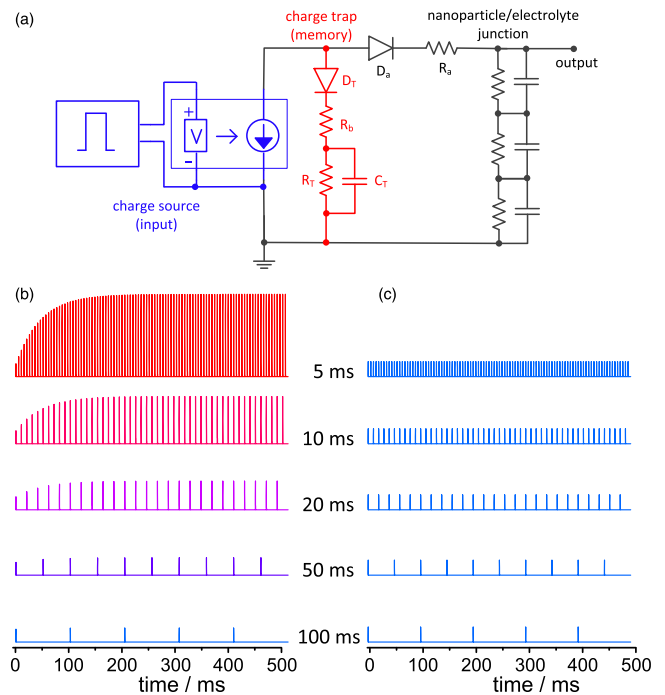 (a)
charge trap
(memory)
nanoparticle/electrolyte
junction
D_a
R_a
output
D_T
R_b
R_T
C_T
+
V
-
charge source
(input)
(b)
(c)
5 ms
10 ms
20 ms
50 ms
100 ms
0 100 200 300 400 500
0 100 200 300 400 500
time / ms
time / ms